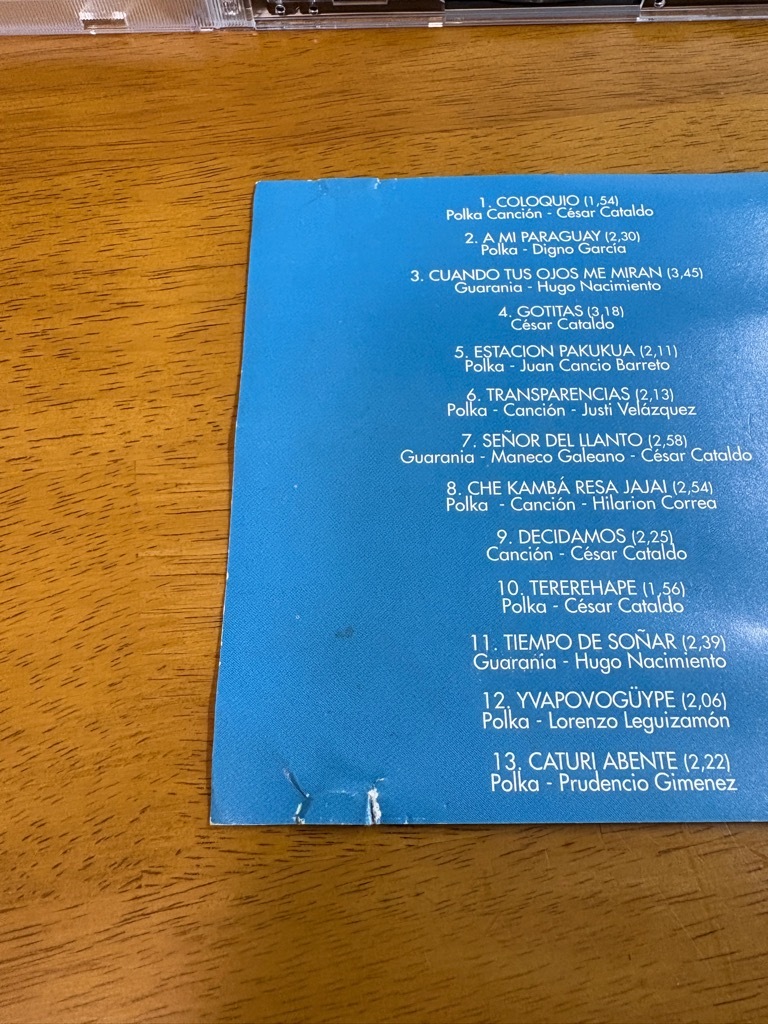 1. COLOQUIO (1,54)
Polka Canción - César Cataldo
2. A MI PARAGUAY (2,30)
Polka - Digno García
3. CUANDO TUS OJOS ME MIRAN (3,45)
Guarania - Hugo Nacimiento
4. GOTITAS (3,18)
César Cataldo
5. ESTACION PAKUKUA (2,11)
Polka - Juan Cancio Barreto
6. TRANSPARENCIAS (2,13)
Polka - Canción - Justi Velázquez
7. SEÑOR DEL LLANTO (2,58)
Guarania - Maneco Galeano - César Cataldo
8. CHE KAMBÁ RESA JAJAI (2,54)
Polka - Canción - Hilarion Correa
9. DECIDAMOS (2,25)
Canción - César Cataldo
10. TEREREHAPE (1,56)
Polka - César Cataldo
11. TIEMPO DE SOÑAR (2,39)
Guarania - Hugo Nacimiento
12. YVAPOVOGÜYPE (2,06)
Polka - Lorenzo Leguizamón
13. CATURI ABENTE (2,22)
Polka - Prudencio Gimenez